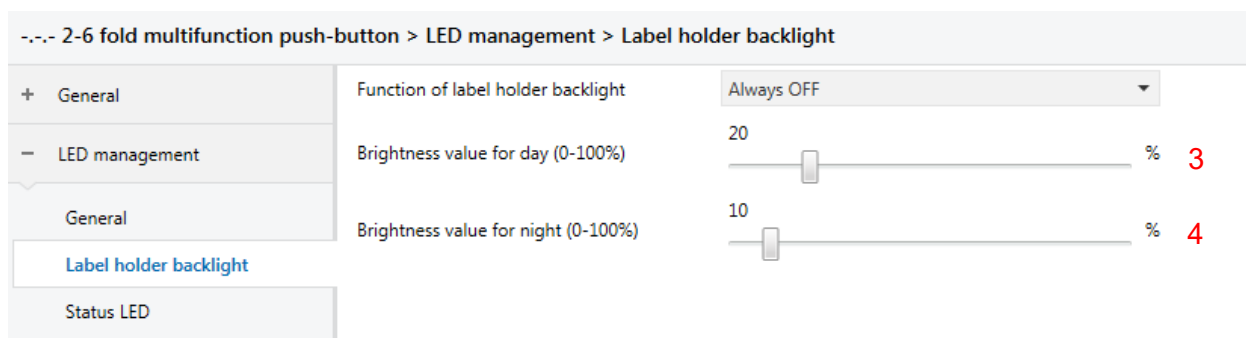 -.-.- 2-6 fold multifunction push-button > LED management > Label holder backlight
+ General
− LED management
General
Label holder backlight
Status LED
Function of label holder backlight Always OFF
Brightness value for day (0-100%) 20 % 3
Brightness value for night (0-100%) 10 % 4